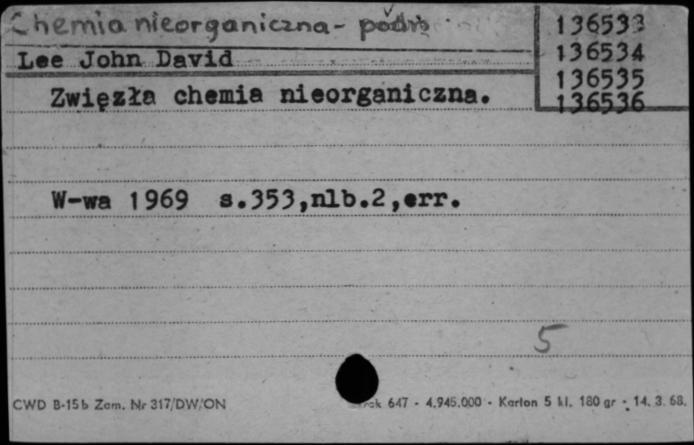 Chemia nieorganiczna -
136533
Lee John David
136534
136535
Zwięzła chemia nieorganiczna.
136536
W-wa 1969 s.353,nlb.2,err.
5
CWD B-15b Zam. Nr 317/DW/ON
647 - 4.945.000 - Karton 5 kl. 180 gr - 14. 3. 68.